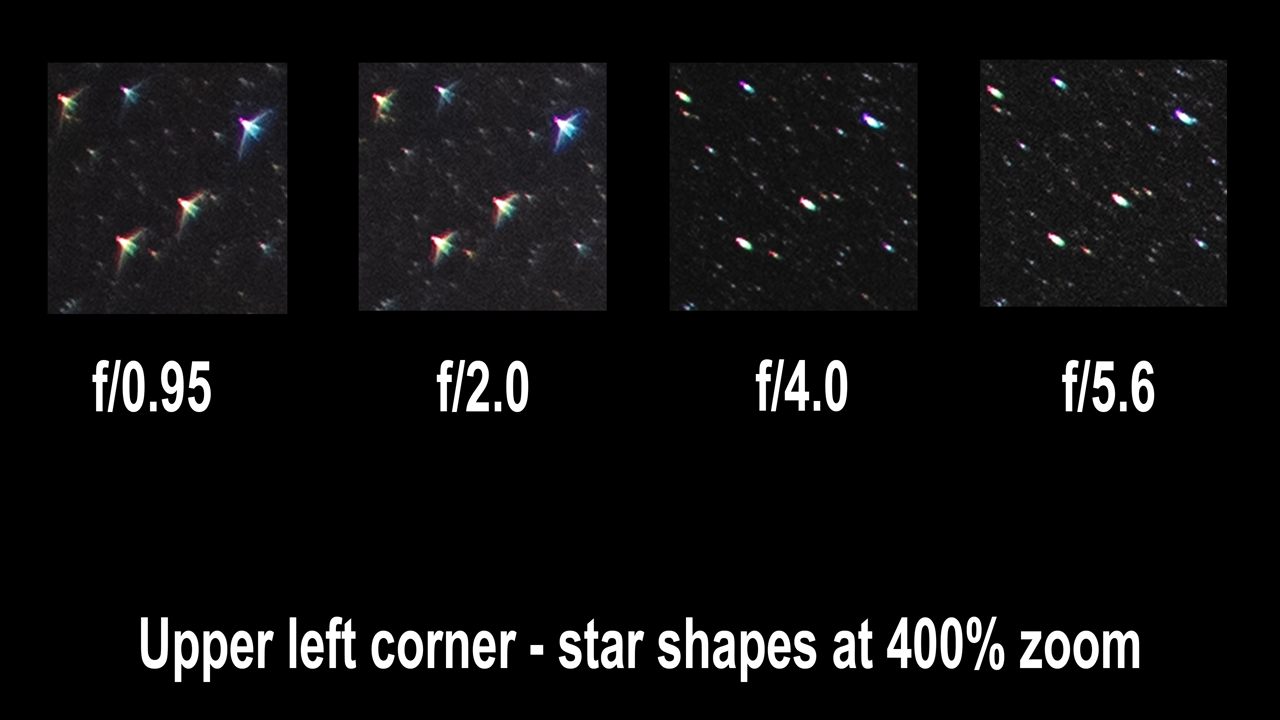 f/0.95 f/2.0 f/4.0 f/5.6
Upper left corner - star shapes at 400% zoom